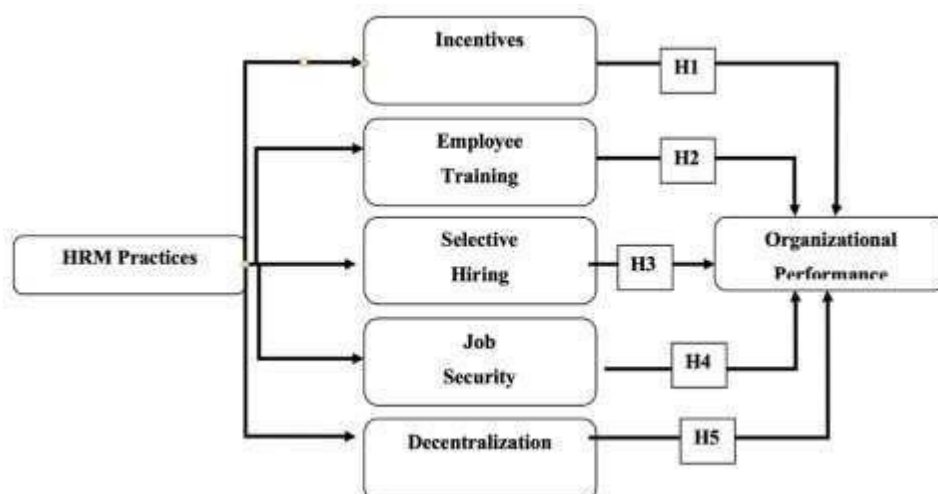 Incentives
H1
Employee
Training
H2
HRM Practices
Selective
Hiring
H3
Organizational
Performance
Job
Security
H4
Decentralization
H5